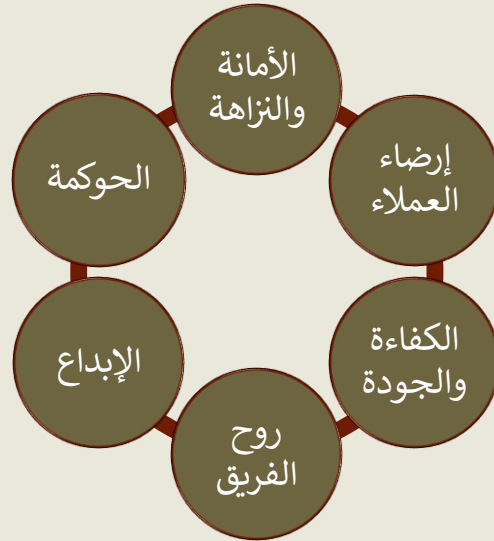 الأمانة
والنزاهة
إرضاء
العملاء
الكفاءة
والجودة
روح
الفريق
الإبداع
الحوكمة